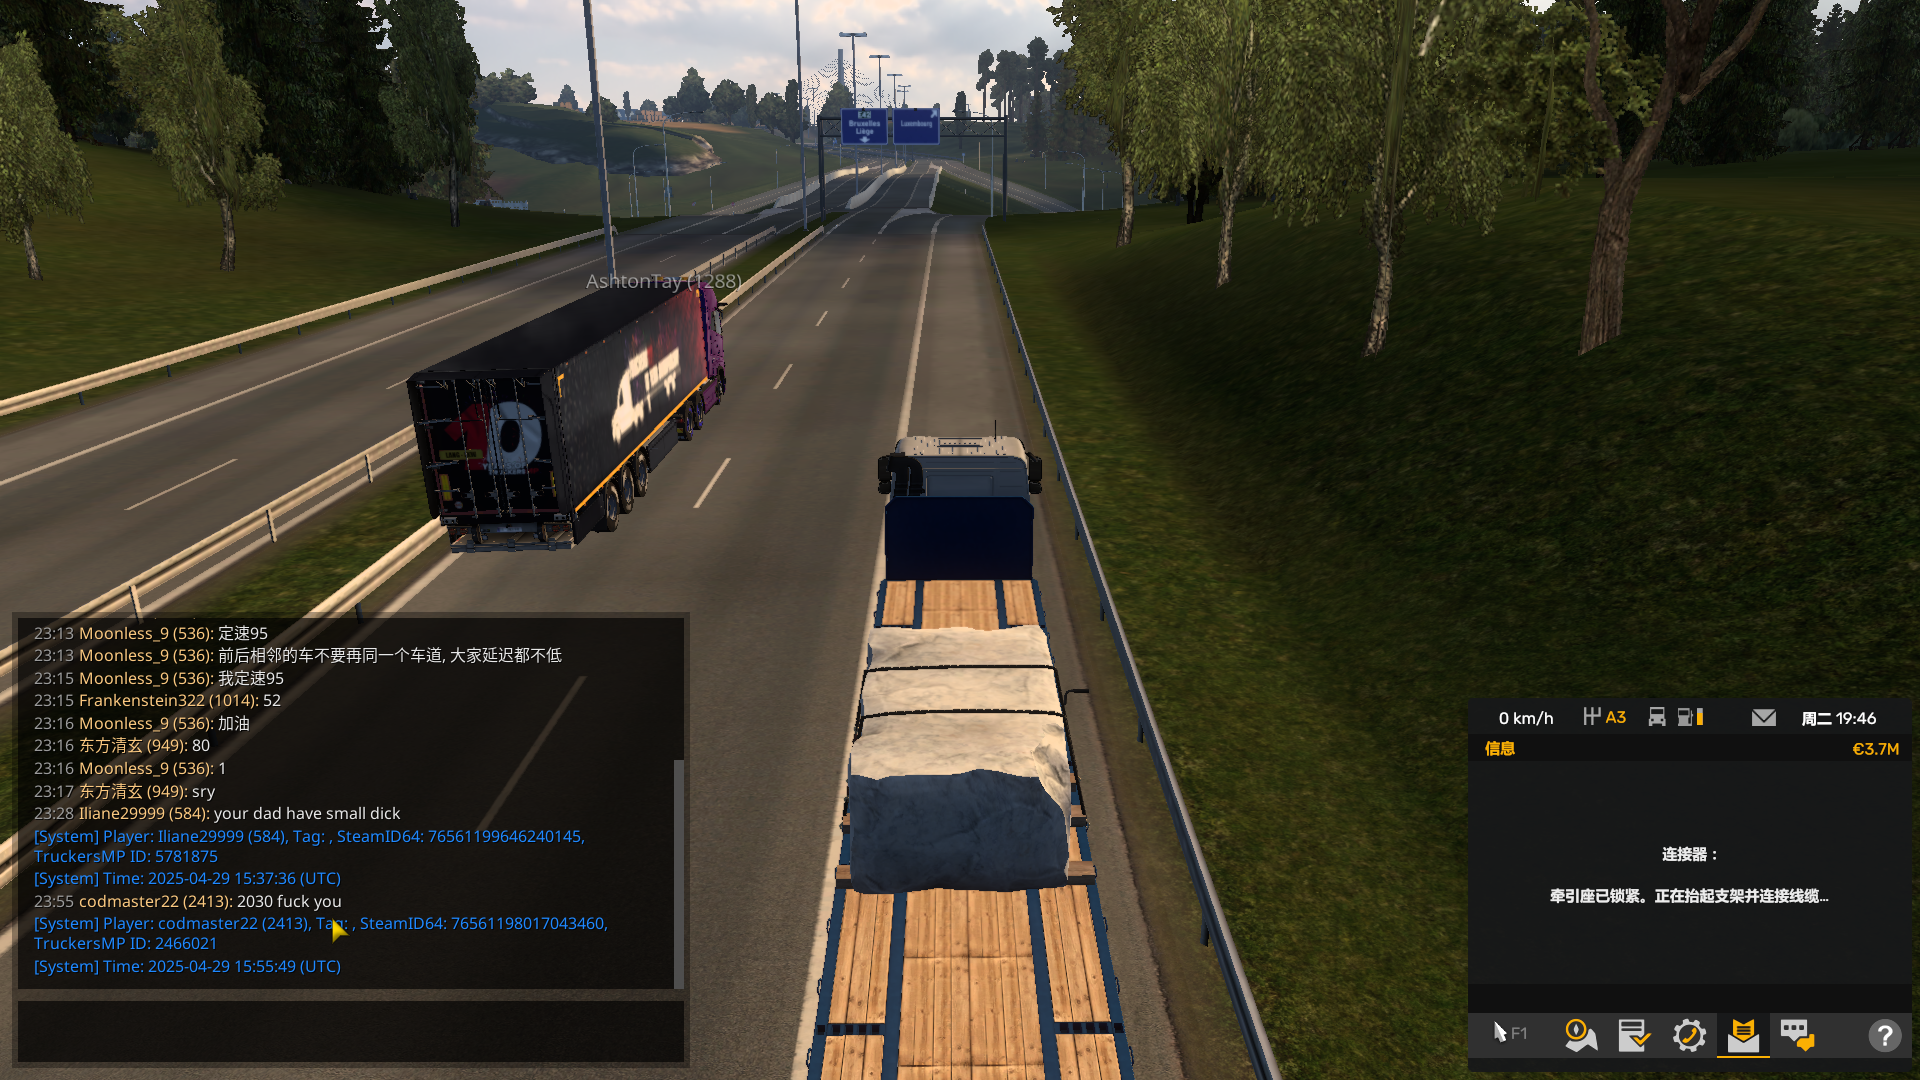 E42
Bruxelles
Liège
Luxembourg
AshtonTay (1288)
23:13 Moonless_9 (536): 定速95
23:13 Moonless_9 (536): 前后相邻的车不要再同一个车道, 大家延迟都不低
23:15 Moonless_9 (536): 我定速95
23:15 Frankenstein322 (1014): 52
23:16 Moonless_9 (536): 加油
23:16 东方清玄 (949): 80
23:16 Moonless_9 (536): 1
23:17 东方清玄 (949): sry
23:28 Iliane29999 (584): your dad have small dick
[System] Player: Iliane29999 (584), Tag: , SteamID64: 76561199646240145,
TruckersMP ID: 5781875
[System] Time: 2025-04-29 15:37:36 (UTC)
23:55 codmaster22 (2413): 2030 fuck you
[System] Player: codmaster22 (2413), Tag: , SteamID64: 76561198017043460,
TruckersMP ID: 2466021
[System] Time: 2025-04-29 15:55:49 (UTC)
0 km/h A3 周二 19:46
信息 €3.7M
连接器：
牵引座已锁紧。正在抬起支架并连接线缆...
F1
?